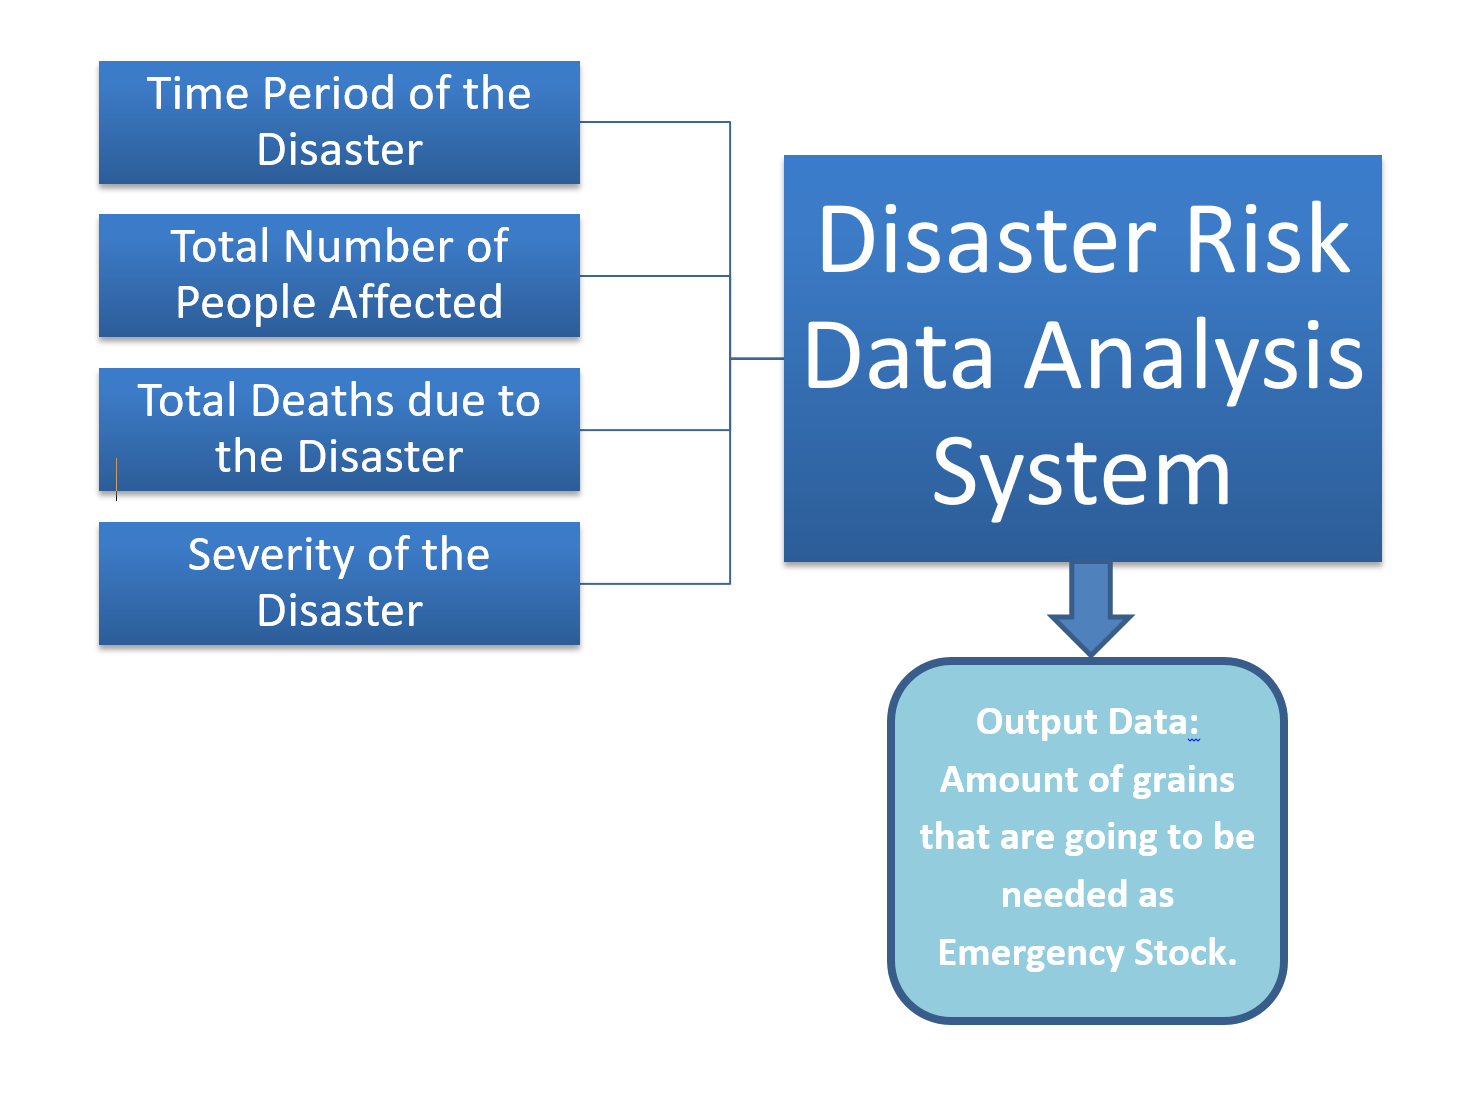 Time Period of the
Disaster
Total Number of
People Affected
Total Deaths due to
the Disaster
Severity of the
Disaster
Disaster Risk
Data Analysis
System
Output Data:
Amount of grains
that are going to be
needed as
Emergency Stock.